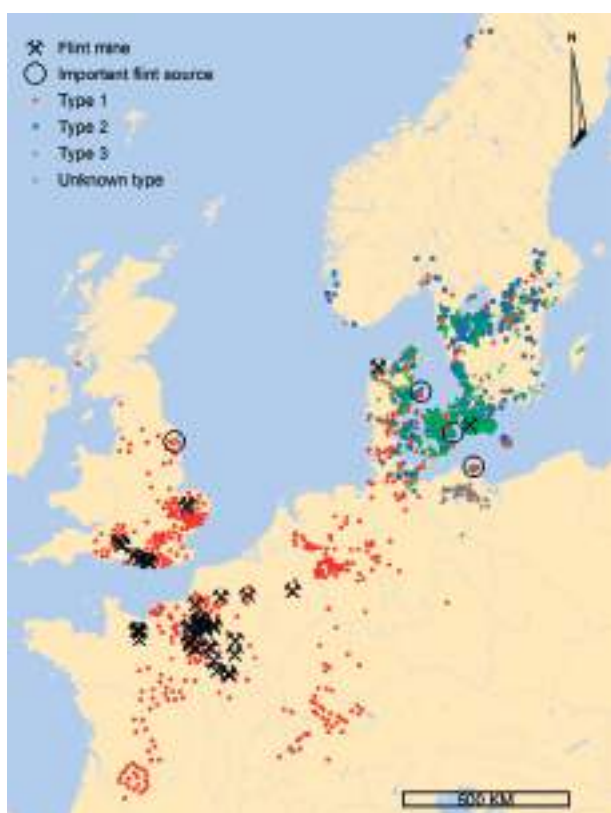 Flint mine
Important flint source
Type 1
Type 2
Type 3
Unknown type
N
500 KM